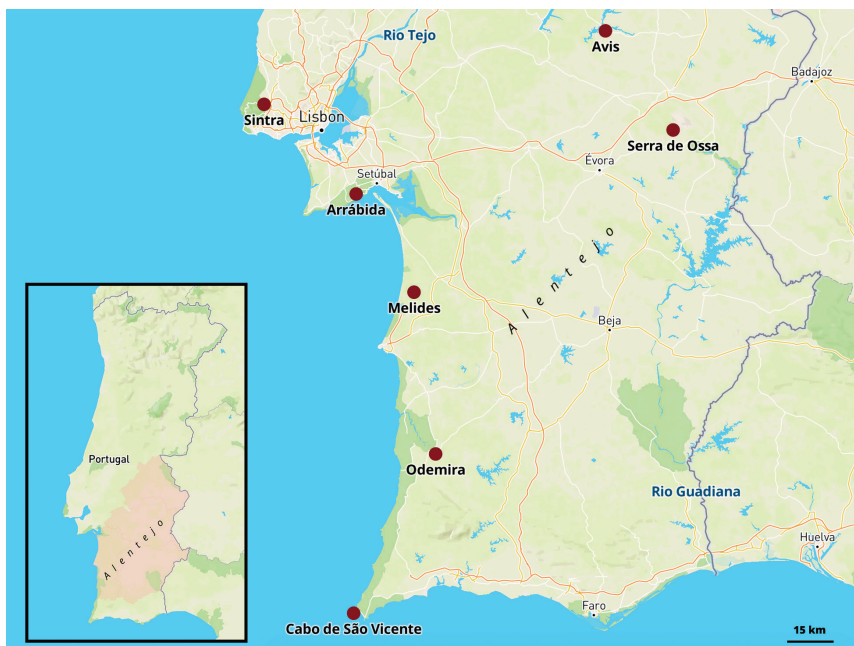 Rio Tejo
Avis
Badajoz
Sintra
Lisbon
Serra de Ossa
Évora
Setúbal
Arrábida
Alentejo
Melides
Beja
Portugal
Alentejo
Odemira
Rio Guadiana
Huelva
Faro
Cabo de São Vicente
15 km